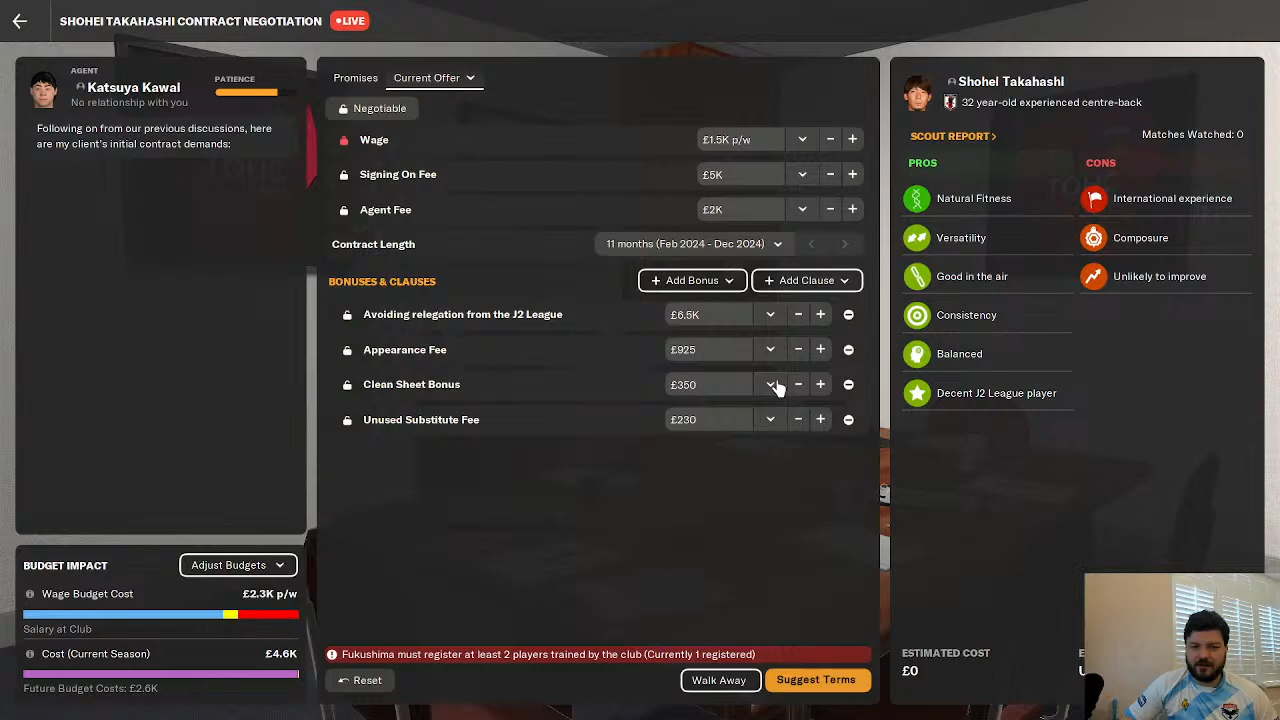 SHOHEI TAKAHASHI CONTRACT NEGOTIATION LIVE
AGENT
Katsuya Kawai
No relationship with you
PATIENCE
Following on from our previous discussions, here
are my client's initial contract demands:
BUDGET IMPACT
Adjust Budgets
Wage Budget Cost £2.3K p/w
Salary at Club
Cost (Current Season) £4.6K
Future Budget Costs: £2.6K
Promises Current Offer
Negotiable
Wage £1.5K p/w
Signing On Fee £5K
Agent Fee £2K
Contract Length 11 months (Feb 2024 - Dec 2024)
BONUSES & CLAUSES + Add Bonus + Add Clause
Avoiding relegation from the J2 League £6.5K
Appearance Fee £925
Clean Sheet Bonus £350
Unused Substitute Fee £230
Fukushima must register at least 2 players trained by the club (Currently 1 registered)
Reset Walk Away Suggest Terms
Shohei Takahashi
32 year-old experienced centre-back
SCOUT REPORT> Matches Watched: 0
PROS CONS
Natural Fitness International experience
Versatility Composure
Good in the air Unlikely to improve
Consistency
Balanced
Decent J2 League player
ESTIMATED COST
£0